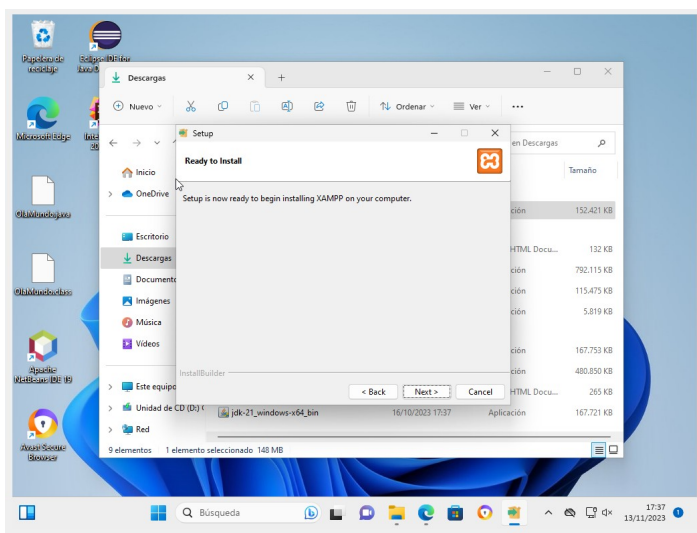 Papelera de
reciclaje
Eclipse IDE for
Microsoft Edge
OlaMundo.java
OlaMundo.class
Apache
NetBeans IDE 19
Avast Secure
Browser
Descargas
Nuevo
Ordenar
Ver
en Descargas
Inicio
OneDrive
Escritorio
Descargas
Documento
Imágenes
Música
Vídeos
Este equipo
Unidad de CD (D:) (
Red
Setup
Ready to Install
Setup is now ready to begin installing XAMPP on your computer.
InstallBuilder
< Back
Next >
Cancel
Tamaño
ción 152.421 KB
HTML Docu... 132 KB
ción 792.115 KB
ción 115.475 KB
ción 5.819 KB
ción 167.753 KB
ción 480.850 KB
HTML Docu... 265 KB
jdk-21_windows-x64_bin 16/10/2023 17:37 Aplicación 167.721 KB
9 elementos 1 elemento seleccionado 148 MB
Búsqueda
17:37
13/11/2023
1